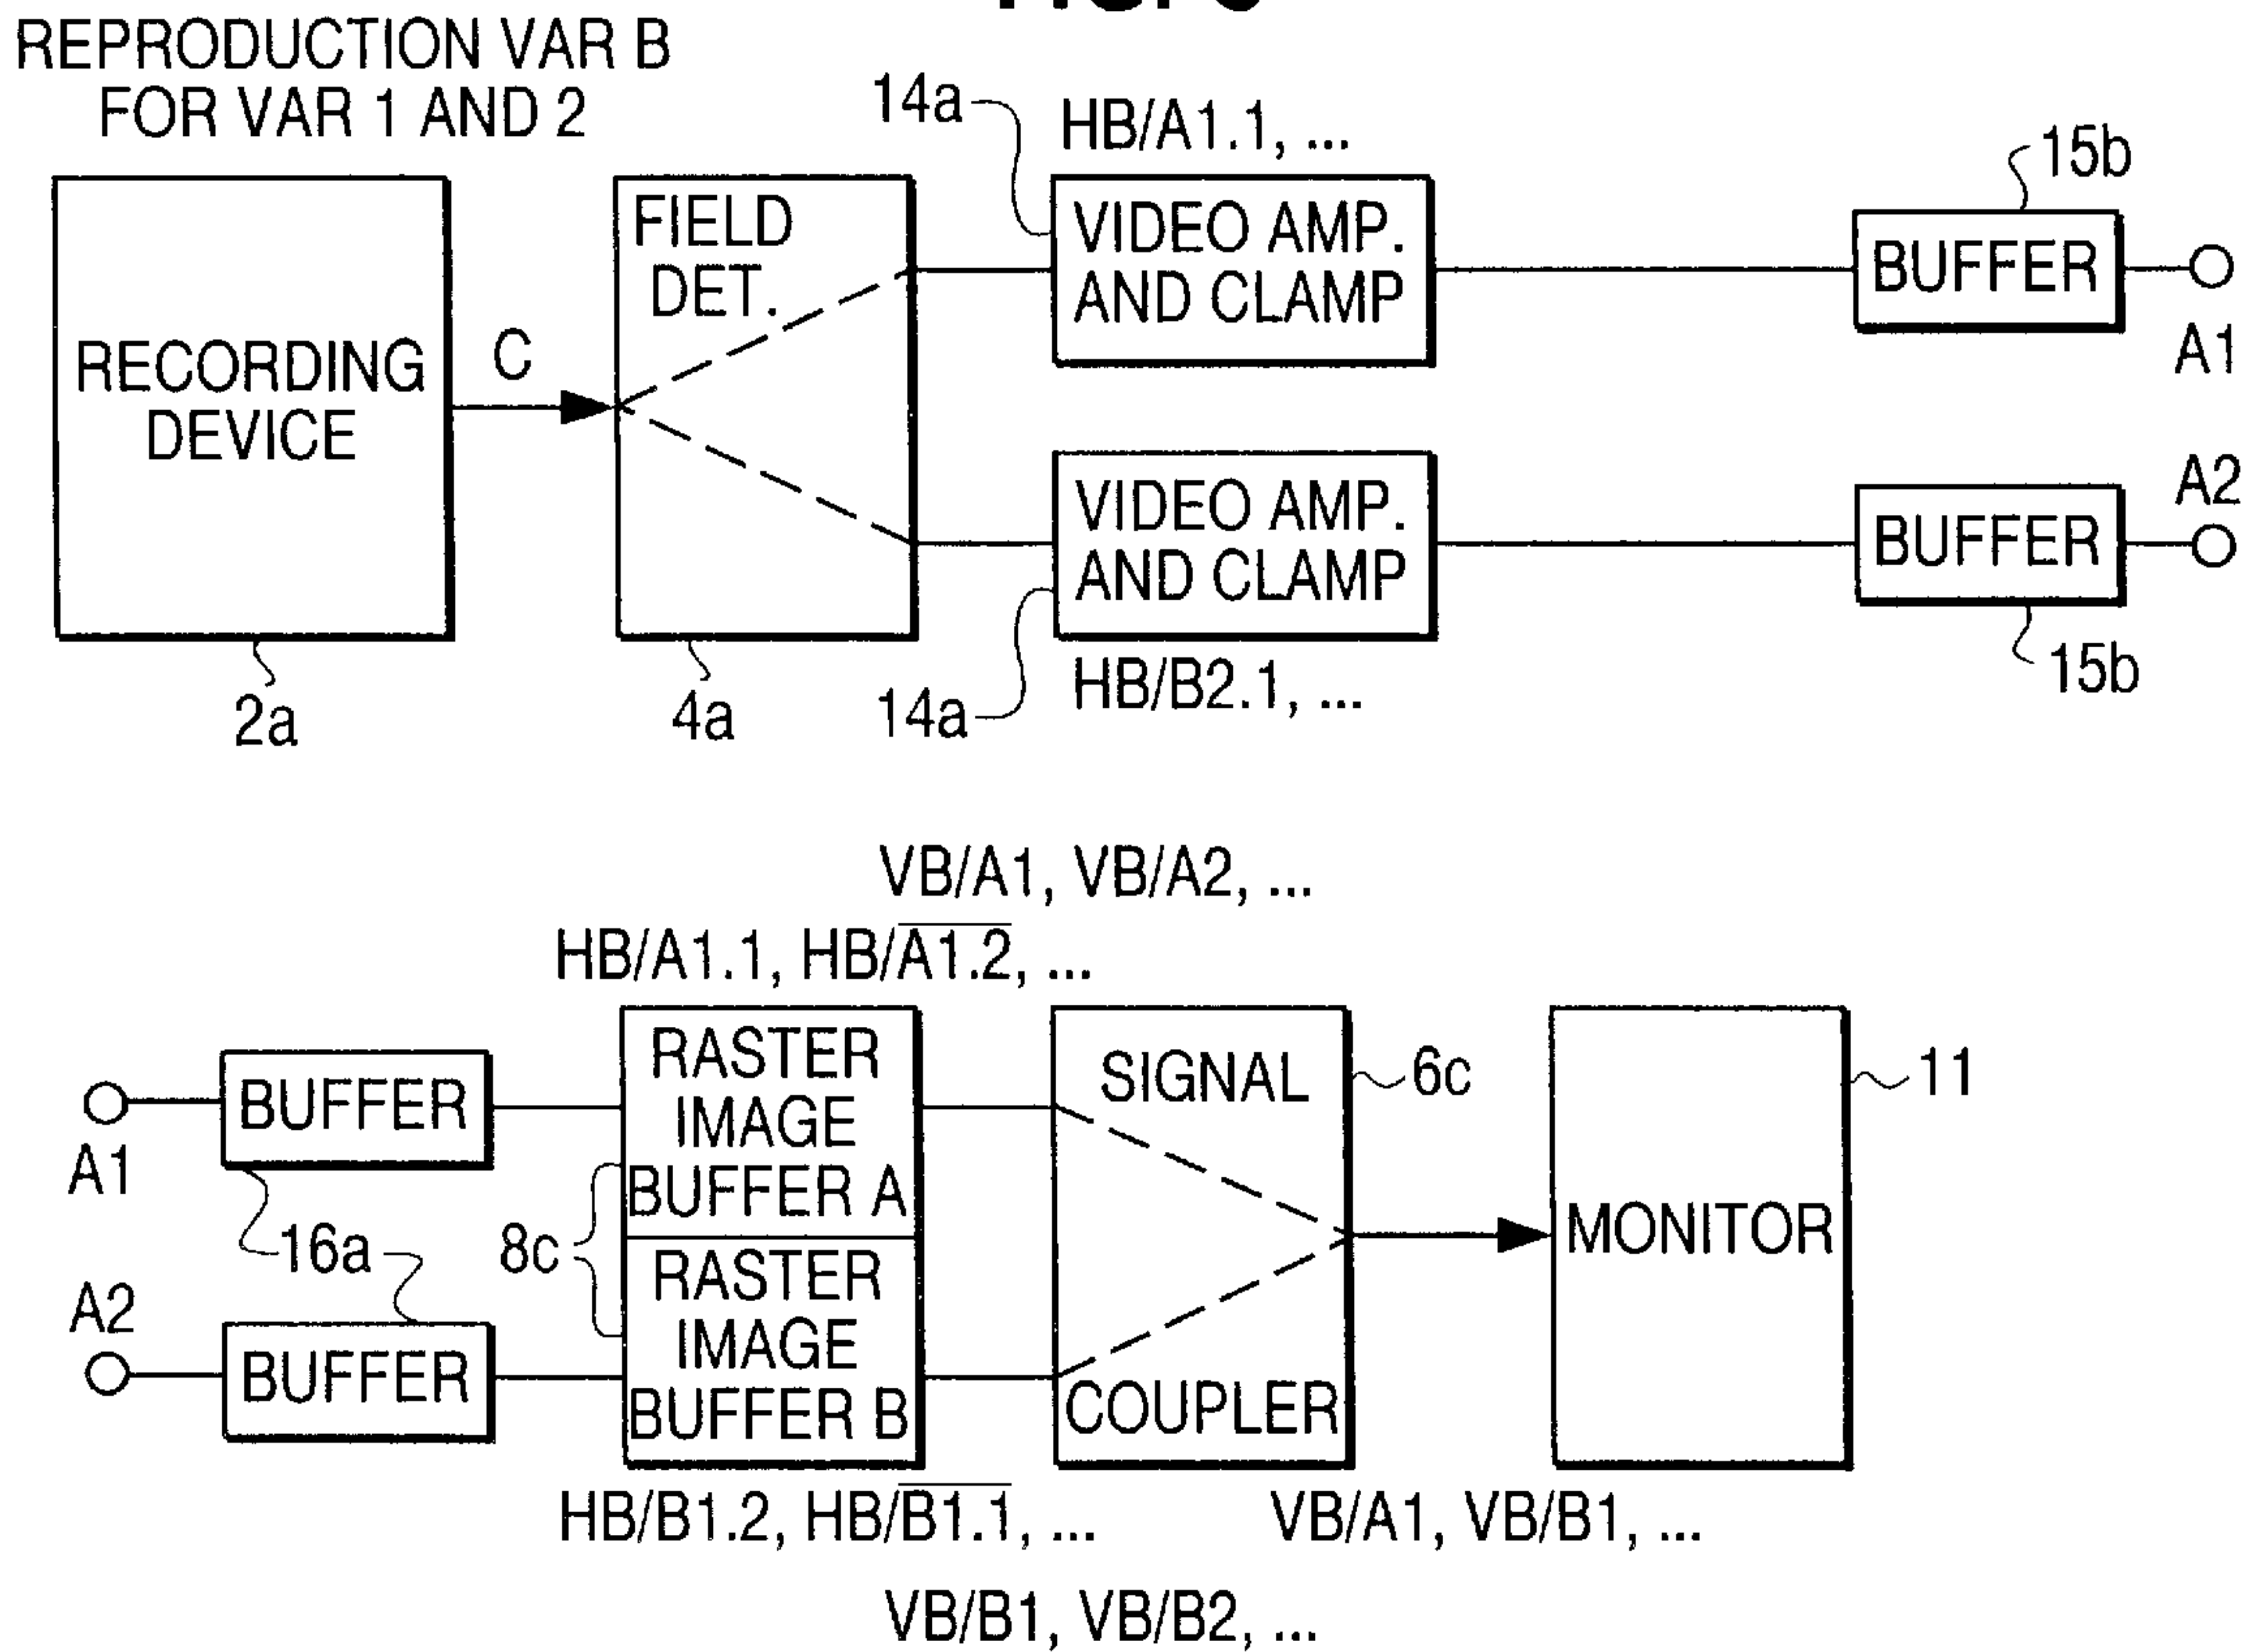 REPRODUCTION VAR B
FOR VAR 1 AND 2
14a
HB/A1.1, ...
15b
RECORDING
DEVICE
C
FIELD
DET.
VIDEO AMP.
AND CLAMP
BUFFER
A1
VIDEO AMP.
AND CLAMP
BUFFER
A2
2a
4a
14a
HB/B2.1, ...
15b
VB/A1, VB/A2, ...
HB/A1.1, HB/A̅1̅.̅2̅, ...
A1
BUFFER
RASTER
IMAGE
BUFFER A
SIGNAL
6c
11
16a
8c
MONITOR
A2
BUFFER
RASTER
IMAGE
BUFFER B
COUPLER
HB/B1.2, HB/B̅1̅.̅1̅, ...
VB/A1, VB/B1, ...
VB/B1, VB/B2, ...